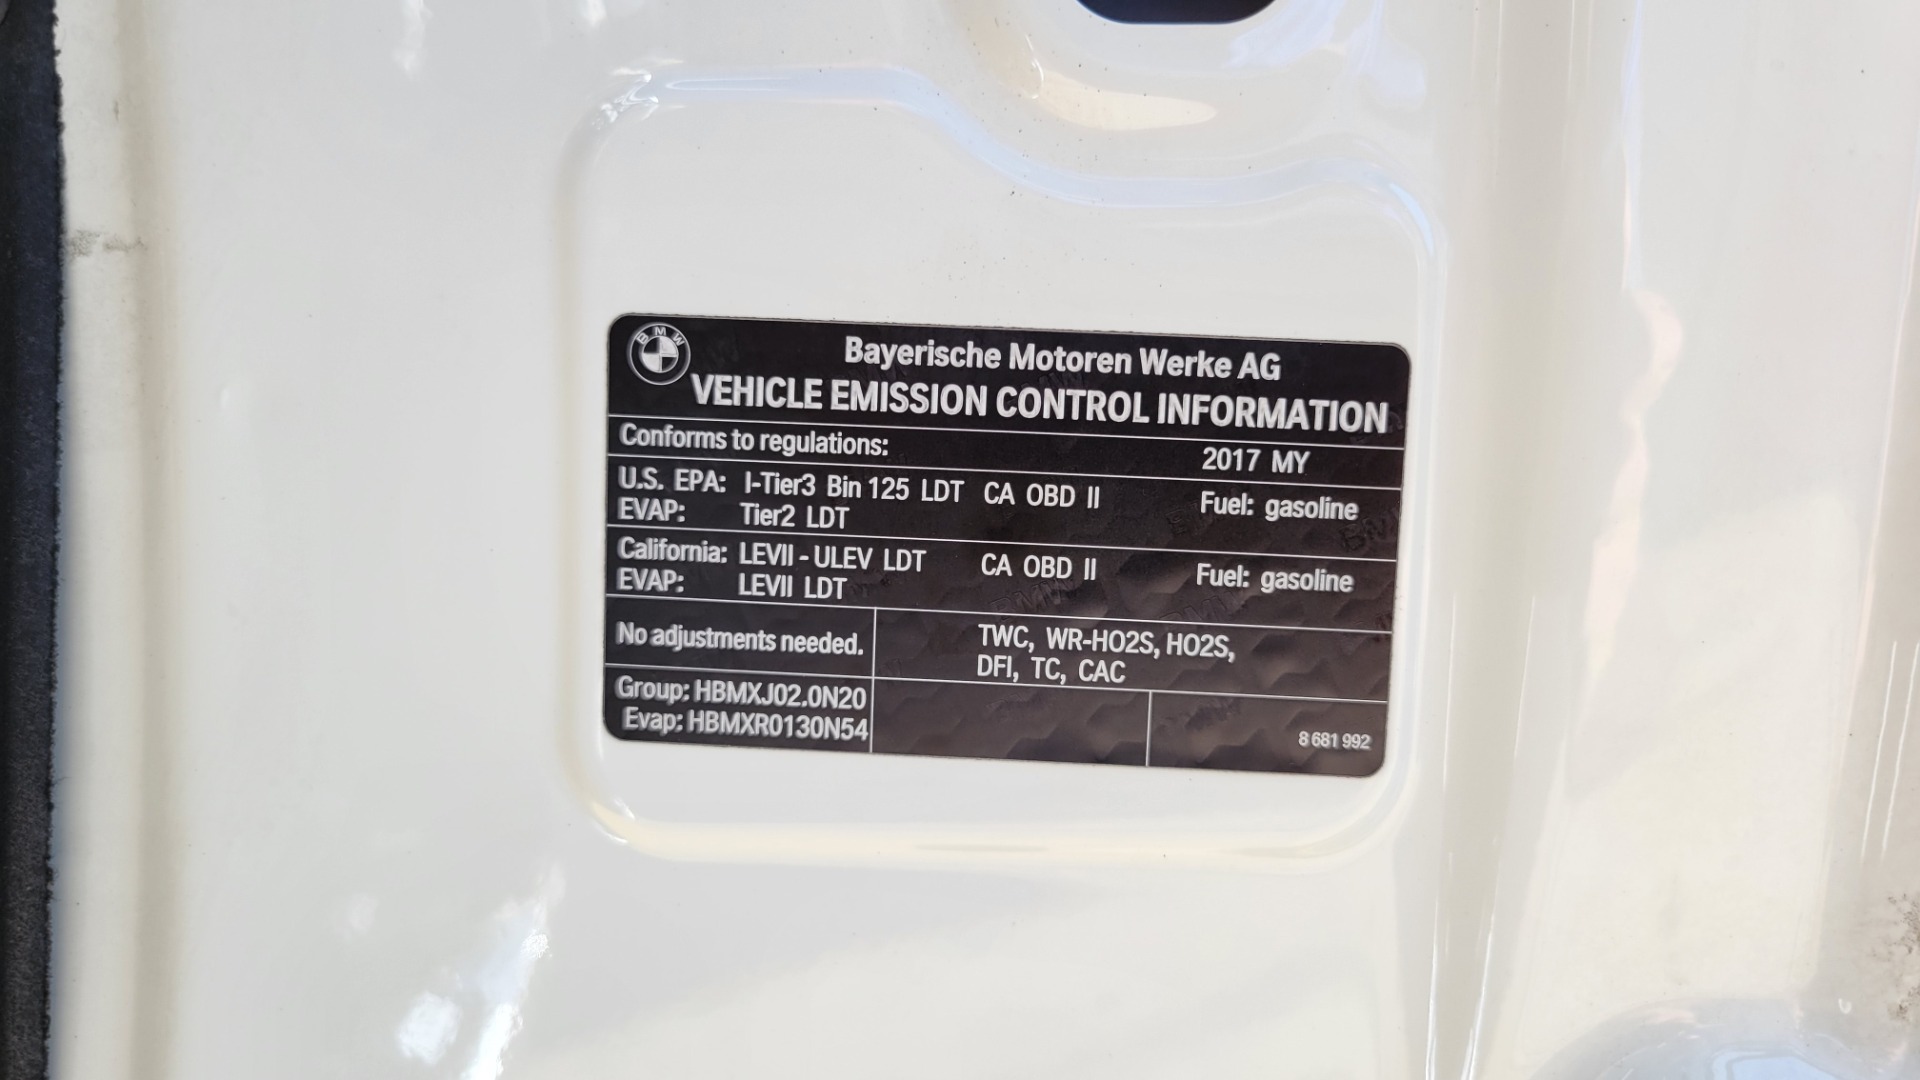 BMW
Bayerische Motoren Werke AG
VEHICLE EMISSION CONTROL INFORMATION
Conforms to regulations: 2017 MY
U.S. EPA: I-Tier3 Bin 125 LDT CA OBD II Fuel: gasoline
EVAP: Tier2 LDT
California: LEVII - ULEV LDT CA OBD II Fuel: gasoline
EVAP: LEVII LDT
No adjustments needed.
TWC, WR-HO2S, HO2S,
DFI, TC, CAC
Group: HBMXJ02.0N20
Evap: HBMXR0130N54
8 681 992